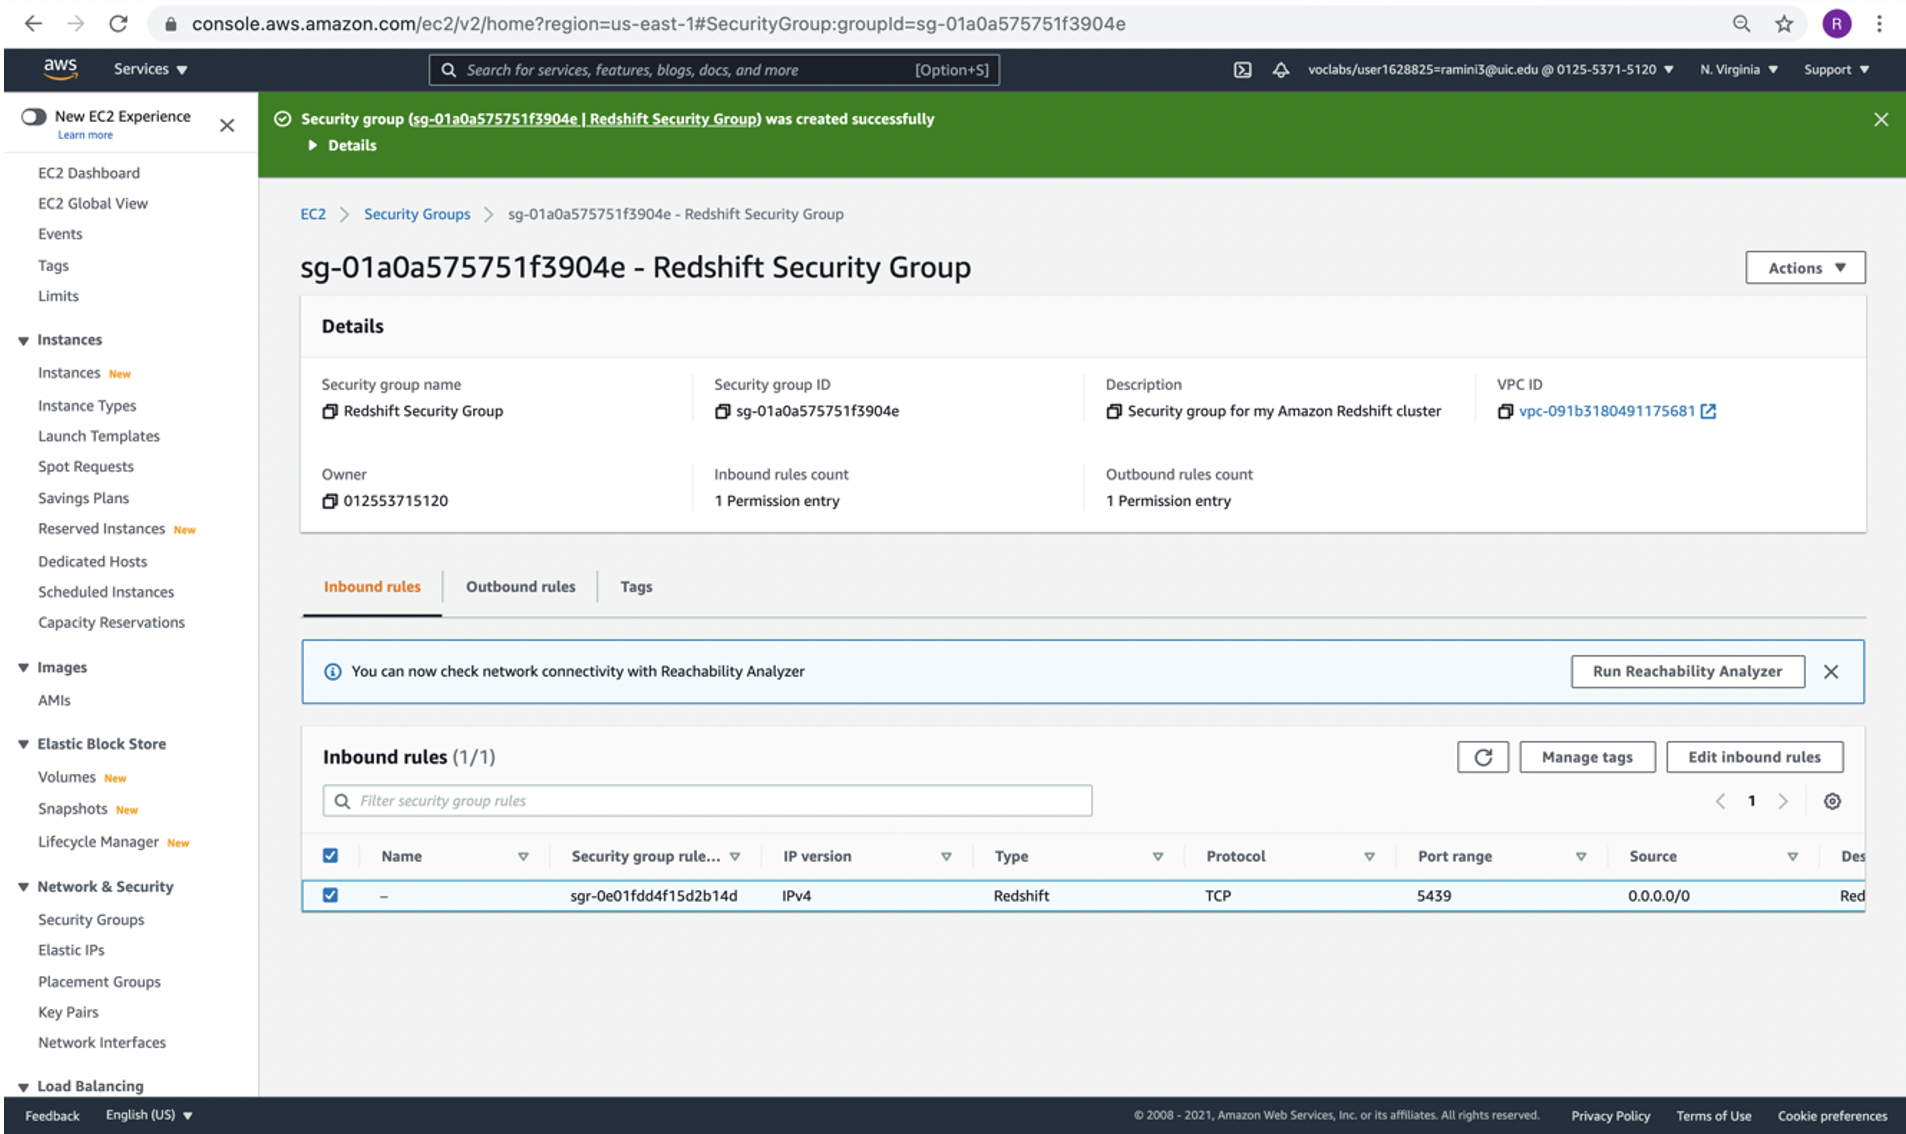 console.aws.amazon.com/ec2/v2/home?region=us-east-1#SecurityGroup:groupId=sg-01a0a575751f3904e
R
aws
Services
Search for services, features, blogs, docs, and more
[Option+S]
voclabs/user1628825=ramini3@uic.edu @ 0125-5371-5120
N. Virginia
Support
New EC2 Experience
Learn more
EC2 Dashboard
EC2 Global View
Events
Tags
Limits
Instances
Instances New
Instance Types
Launch Templates
Spot Requests
Savings Plans
Reserved Instances New
Dedicated Hosts
Scheduled Instances
Capacity Reservations
Images
AMIs
Elastic Block Store
Volumes New
Snapshots New
Lifecycle Manager New
Network & Security
Security Groups
Elastic IPs
Placement Groups
Key Pairs
Network Interfaces
Load Balancing
Security group (sg-01a0a575751f3904e | Redshift Security Group) was created successfully
Details
EC2 > Security Groups > sg-01a0a575751f3904e - Redshift Security Group
sg-01a0a575751f3904e - Redshift Security Group
Actions
Details
Security group name
Redshift Security Group
Security group ID
sg-01a0a575751f3904e
Description
Security group for my Amazon Redshift cluster
VPC ID
vpc-091b3180491175681
Owner
012553715120
Inbound rules count
1 Permission entry
Outbound rules count
1 Permission entry
Inbound rules
Outbound rules
Tags
You can now check network connectivity with Reachability Analyzer
Run Reachability Analyzer
Inbound rules (1/1)
Manage tags
Edit inbound rules
Filter security group rules
1
Name
Security group rule...
IP version
Type
Protocol
Port range
Source
Des
–
sgr-0e01fdd4f15d2b14d
IPv4
Redshift
TCP
5439
0.0.0.0/0
Red
Feedback
English (US)
© 2008 - 2021, Amazon Web Services, Inc. or its affiliates. All rights reserved.
Privacy Policy
Terms of Use
Cookie preferences